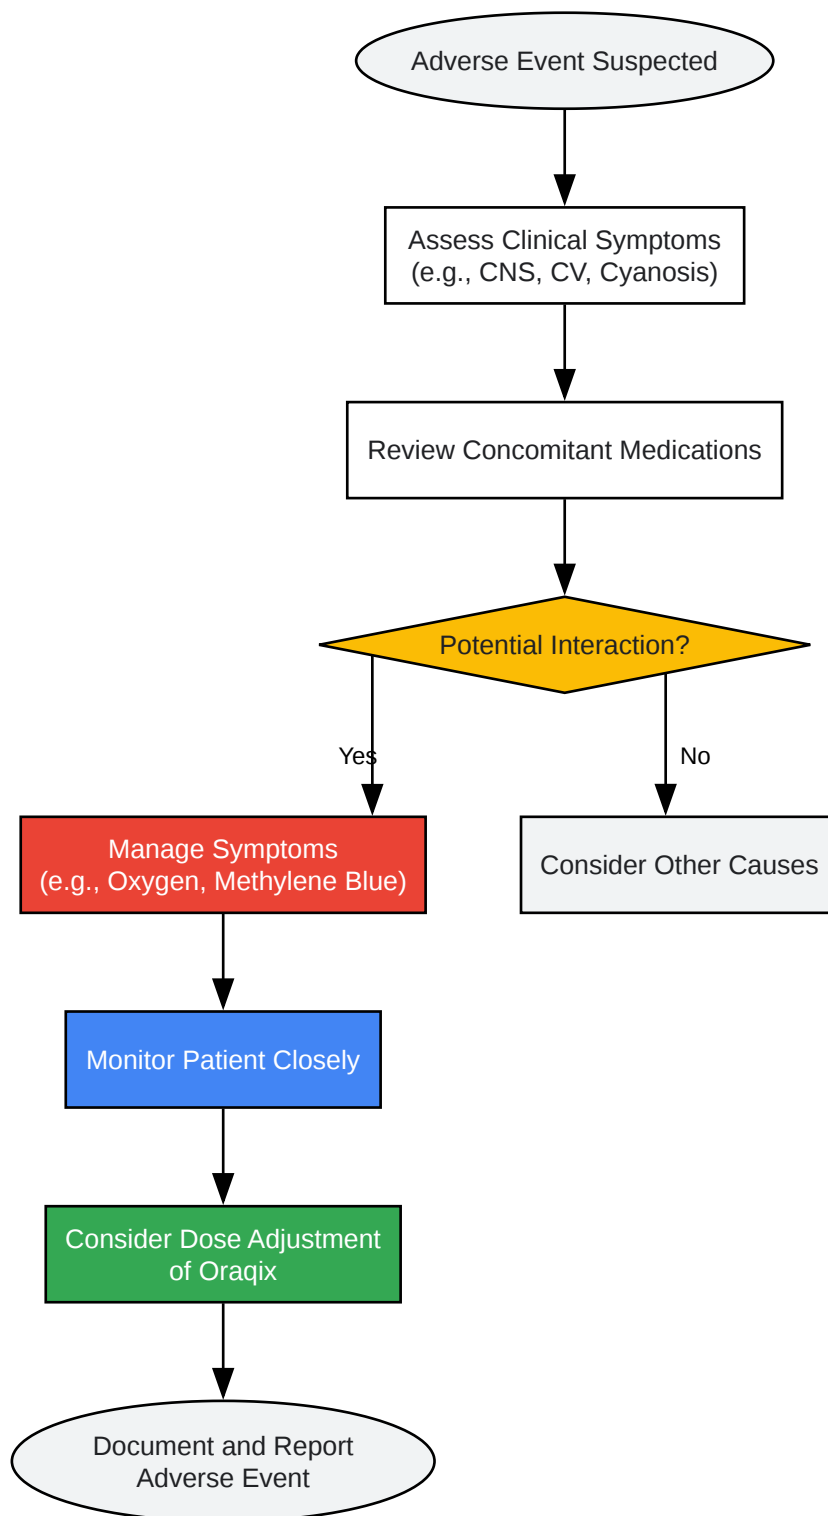 Adverse Event Suspected
Assess Clinical Symptoms
(e.g., CNS, CV, Cyanosis)
Review Concomitant Medications
Potential Interaction?
Yes
No
Manage Symptoms
(e.g., Oxygen, Methylene Blue)
Consider Other Causes
Monitor Patient Closely
Consider Dose Adjustment
of Oraqix
Document and Report
Adverse Event